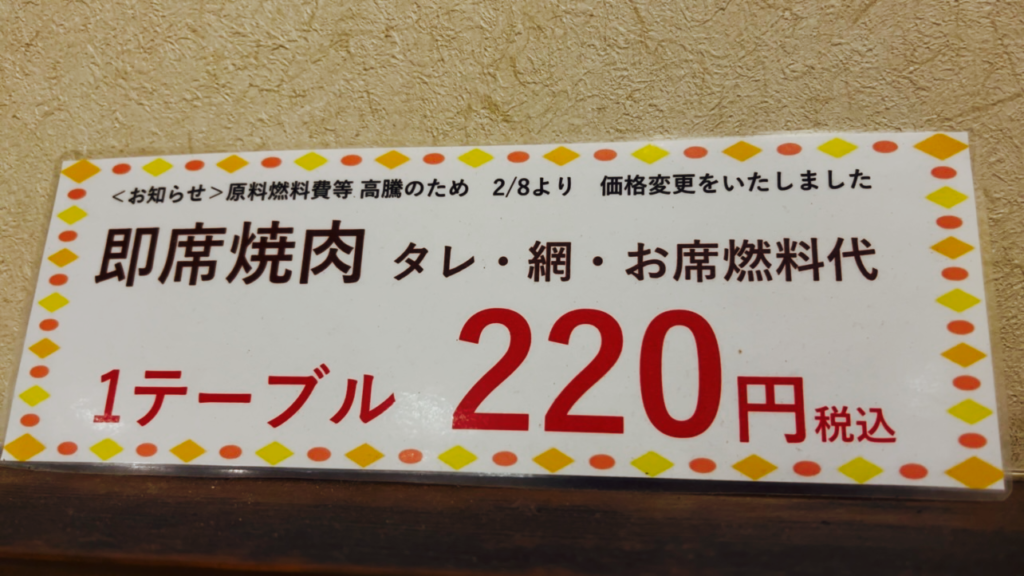 <お知らせ>原料燃料費等 高騰のため 2/8より 価格変更をいたしました
即席焼肉 タレ・網・お席燃料代
1テーブル 220円税込